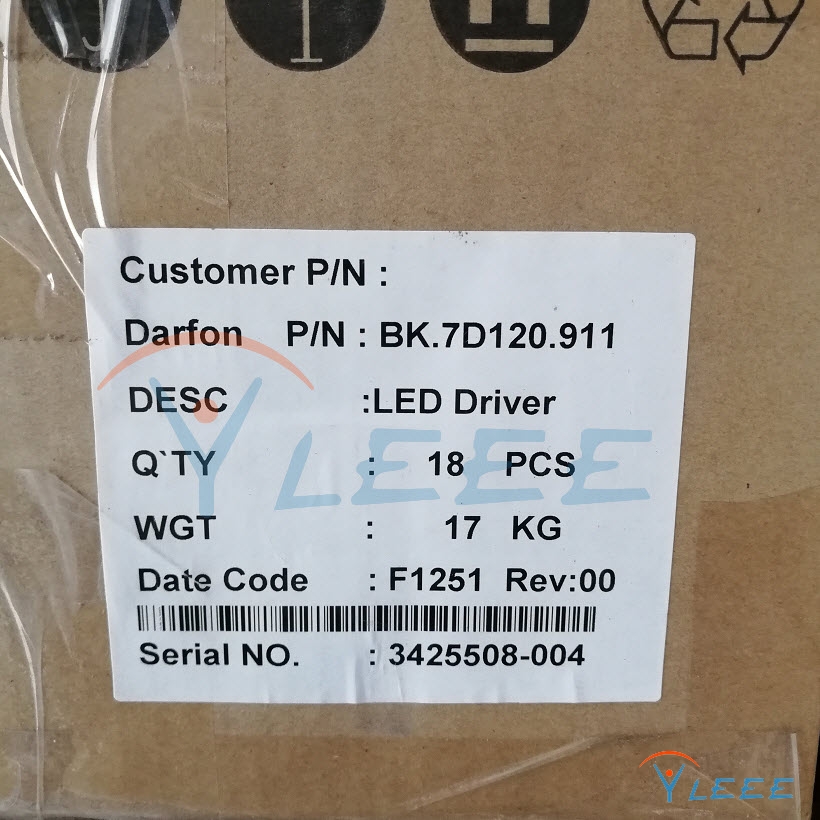 Customer P/N :
Darfon P/N : BK.7D120.911
DESC :LED Driver
Q`TY : 18 PCS
YLEEE
WGT : 17 KG
Date Code : F1251 Rev:00
Serial NO. : 3425508-004
YLEEE